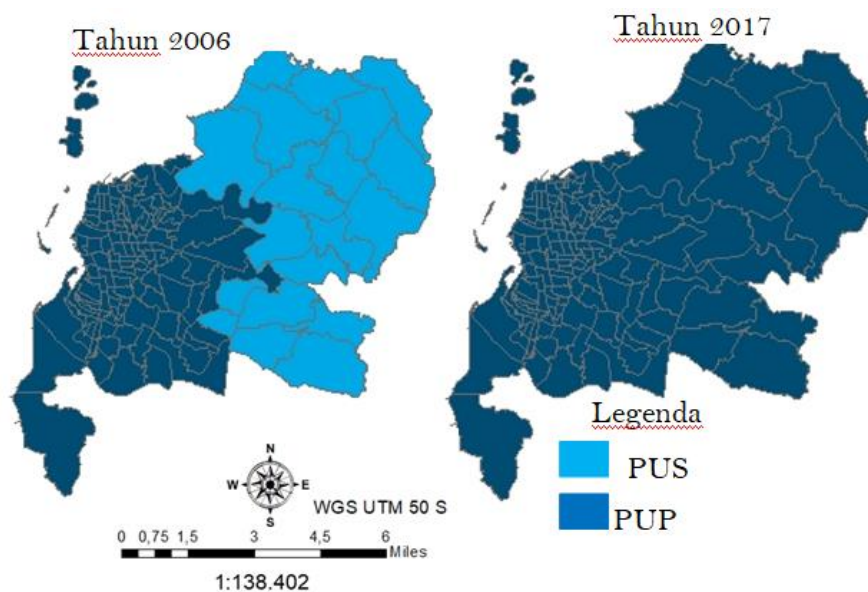 Tahun 2006
Tahun 2017
Legenda
PUS
PUP
N
W E
S
WGS UTM 50 S
0 0,75 1,5 3 4,5 6
Miles
1:138.402